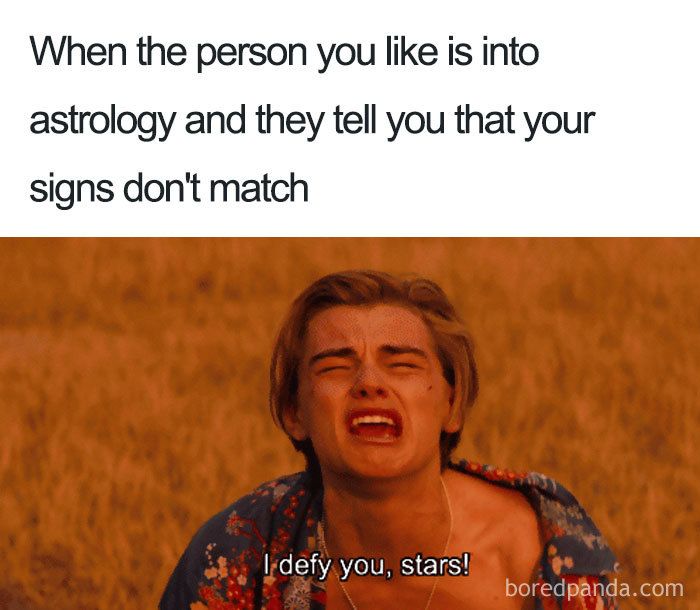 When the person you like is into
astrology and they tell you that your
signs don't match
I defy you, stars!
boredpanda.com